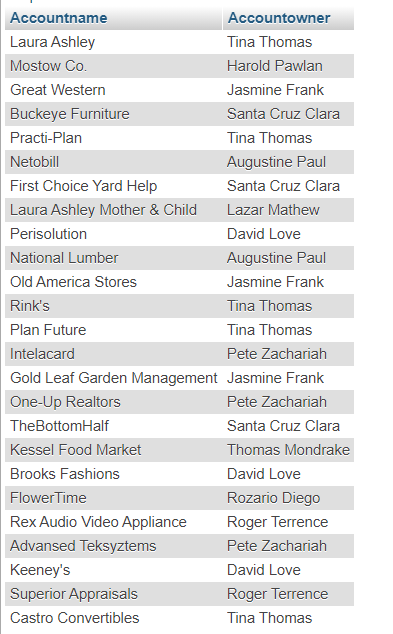 Accountname Accountowner
Laura Ashley Tina Thomas
Mostow Co. Harold Pawlan
Great Western Jasmine Frank
Buckeye Furniture Santa Cruz Clara
Practi-Plan Tina Thomas
Netobill Augustine Paul
First Choice Yard Help Santa Cruz Clara
Laura Ashley Mother & Child Lazar Mathew
Perisolution David Love
National Lumber Augustine Paul
Old America Stores Jasmine Frank
Rink's Tina Thomas
Plan Future Tina Thomas
Intelacard Pete Zachariah
Gold Leaf Garden Management Jasmine Frank
One-Up Realtors Pete Zachariah
TheBottomHalf Santa Cruz Clara
Kessel Food Market Thomas Mondrake
Brooks Fashions David Love
FlowerTime Rozario Diego
Rex Audio Video Appliance Roger Terrence
Advansed Teksyztems Pete Zachariah
Keeney's David Love
Superior Appraisals Roger Terrence
Castro Convertibles Tina Thomas